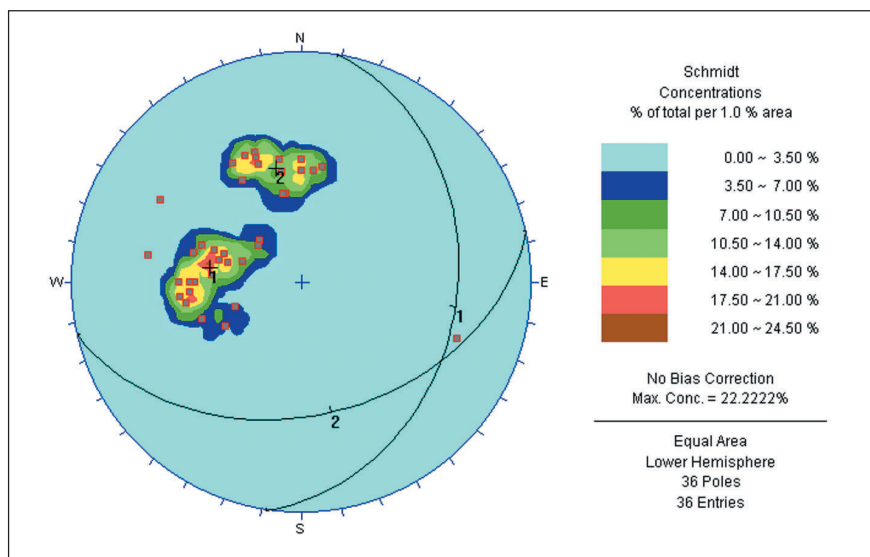 N
W
E
S
1
2
1
2
Schmidt
Concentrations
% of total per 1.0 % area
0.00 ~ 3.50 %
3.50 ~ 7.00 %
7.00 ~ 10.50 %
10.50 ~ 14.00 %
14.00 ~ 17.50 %
17.50 ~ 21.00 %
21.00 ~ 24.50 %
No Bias Correction
Max. Conc. = 22.2222%
Equal Area
Lower Hemisphere
36 Poles
36 Entries